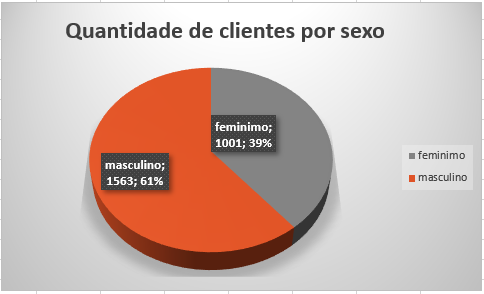 Quantidade de clientes por sexo
feminimo;
1001; 39%
masculino;
1563; 61%
feminimo
masculino